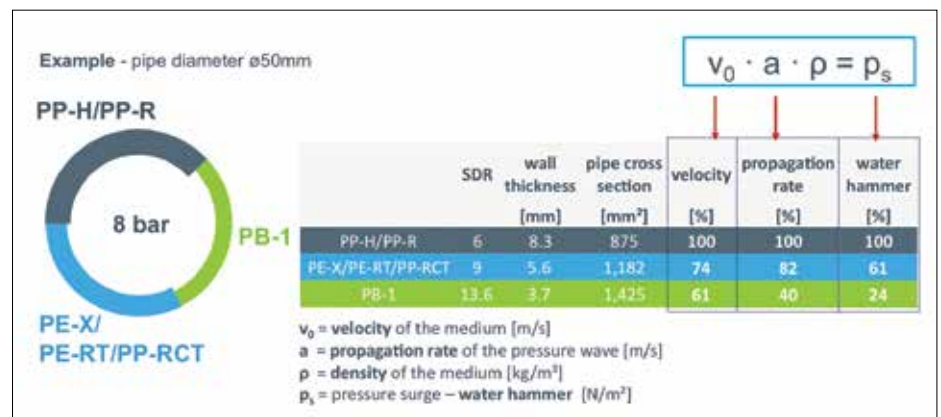 Example - pipe diameter ø50mm
v₀ · a · ρ = pₛ
PP-H/PP-R
8 bar
PB-1
PE-X/
PE-RT/PP-RCT
SDR wall thickness pipe cross section velocity propagation rate water hammer
[mm] [mm²] [%] [%] [%]
PP-H/PP-R 6 8.3 875 100 100 100
PE-X/PE-RT/PP-RCT 9 5.6 1,182 74 82 61
PB-1 13.6 3.7 1,425 61 40 24
v₀ = velocity of the medium [m/s]
a = propagation rate of the pressure wave [m/s]
ρ = density of the medium [kg/m³]
pₛ = pressure surge – water hammer [N/m²]